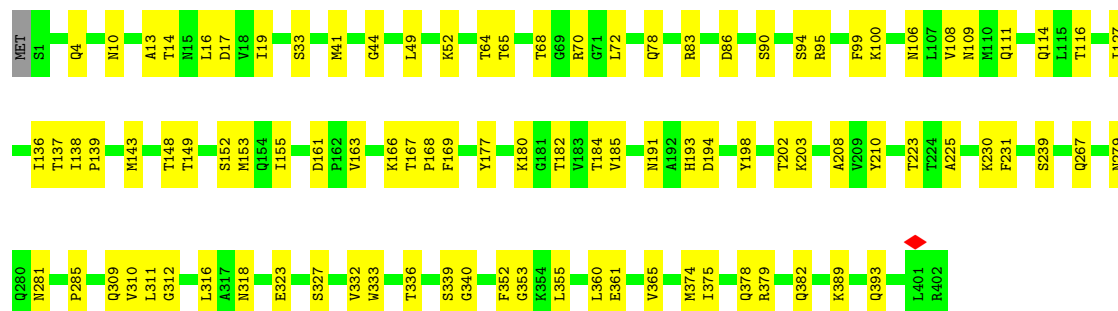 MET S1 Q4 N10 A13 T14 N15 L16 D17 V18 I19 S33 M41 G44 L49 K52 T64 T65 T68 G69 R70 G71 L72 Q78 R83 D86 S90 S94 R95 F99 K100 N106 L107 V108 N109 M110 Q111 Q114 L115 T116
I136 T137 I138 P139 M143 T148 T149 S152 M153 Q154 I155 D161 P162 V163 K166 T167 P168 F169 Y177 K180 G181 T182 V183 T184 V185 N191 A192 H193 D194 Y198 T202 K203 A208 V209 Y210 T223 T224 A225 K230 F231 S239 Q267
Q280 N281 P285 Q309 V310 L311 G312 L316 A317 N318 E323 S327 V332 W333 T336 S339 G340 F352 G353 K354 L355 L360 E361 V365 M374 I375 Q378 R379 Q382 K389 Q393 L401 R402